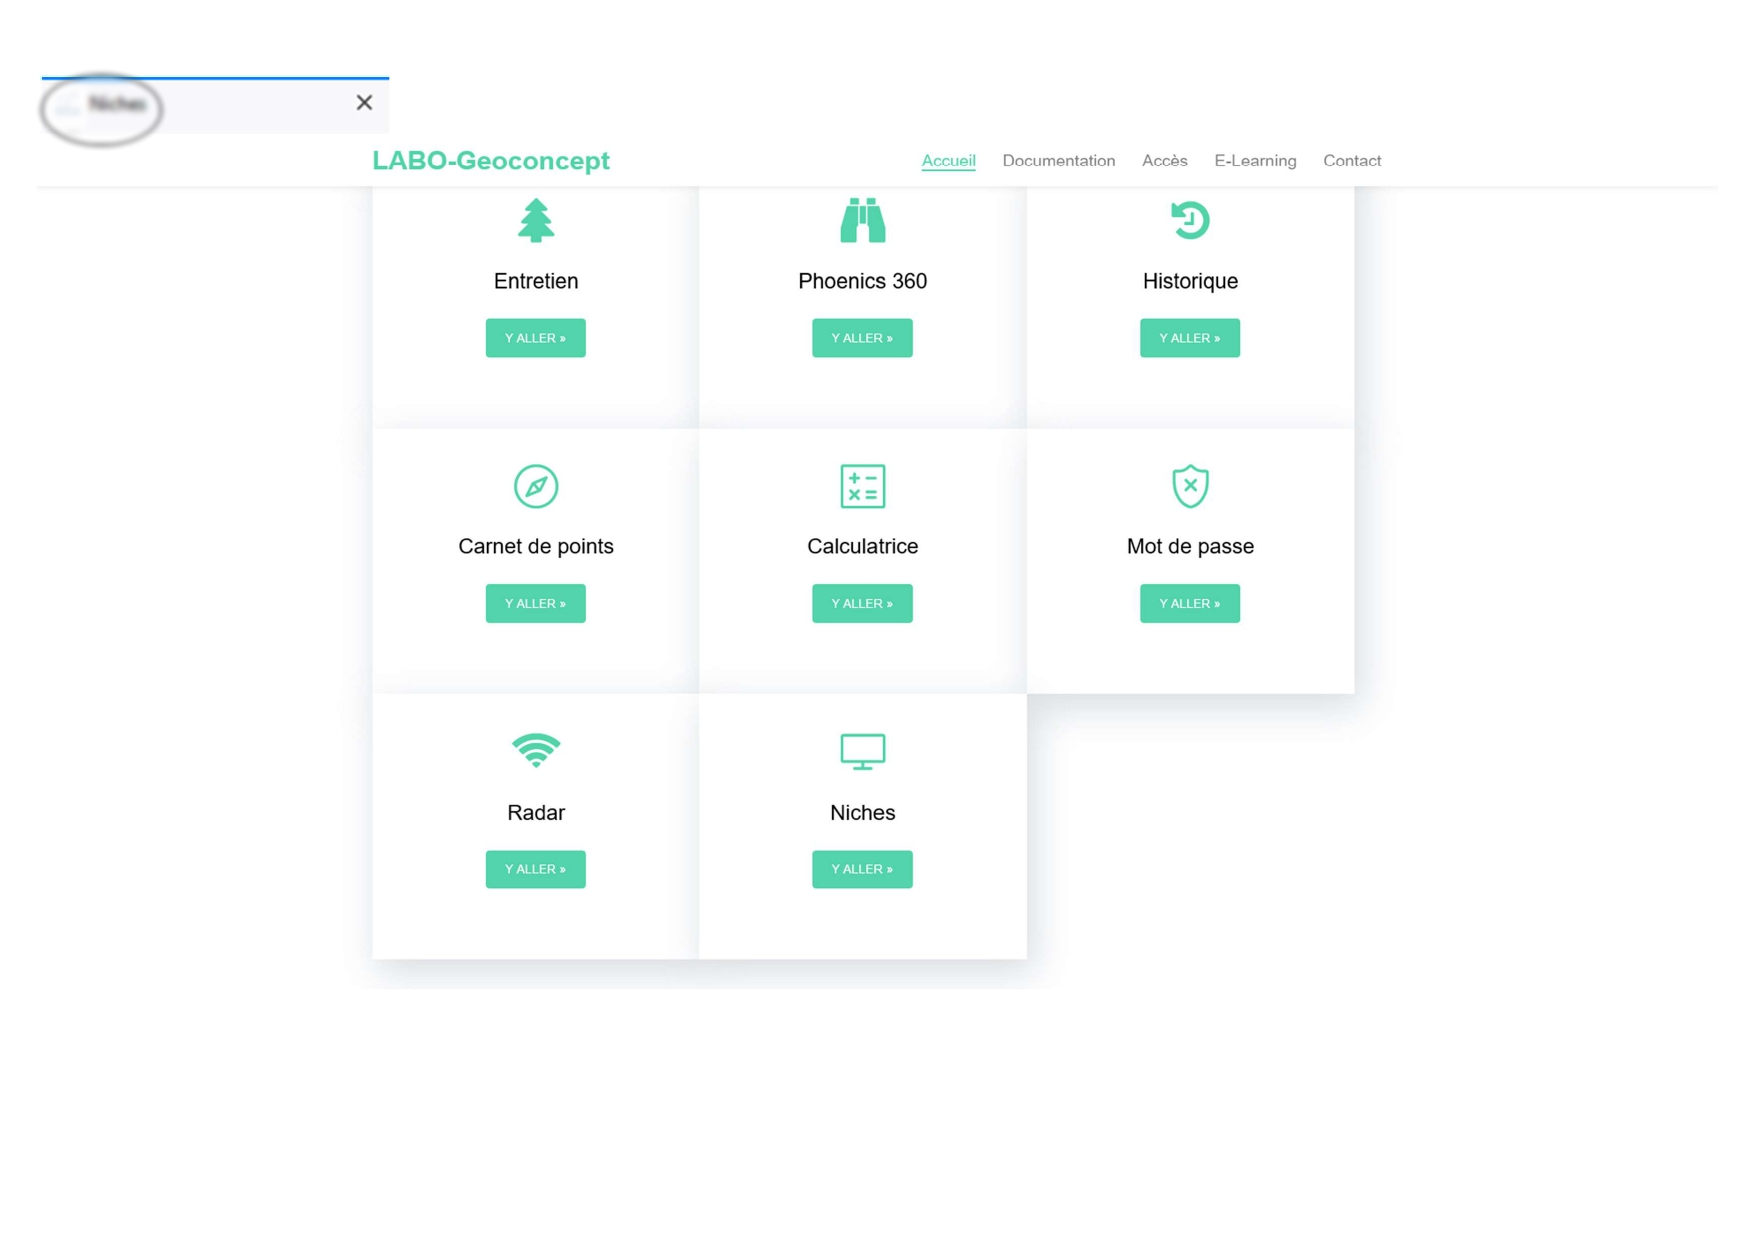 Niches
LABO-Geoconcept
Accueil Documentation Accès E-Learning Contact
Entretien Phoenics 360 Historique
Y ALLER » Y ALLER » Y ALLER »
Carnet de points Calculatrice Mot de passe
Y ALLER » Y ALLER » Y ALLER »
Radar Niches
Y ALLER » Y ALLER »